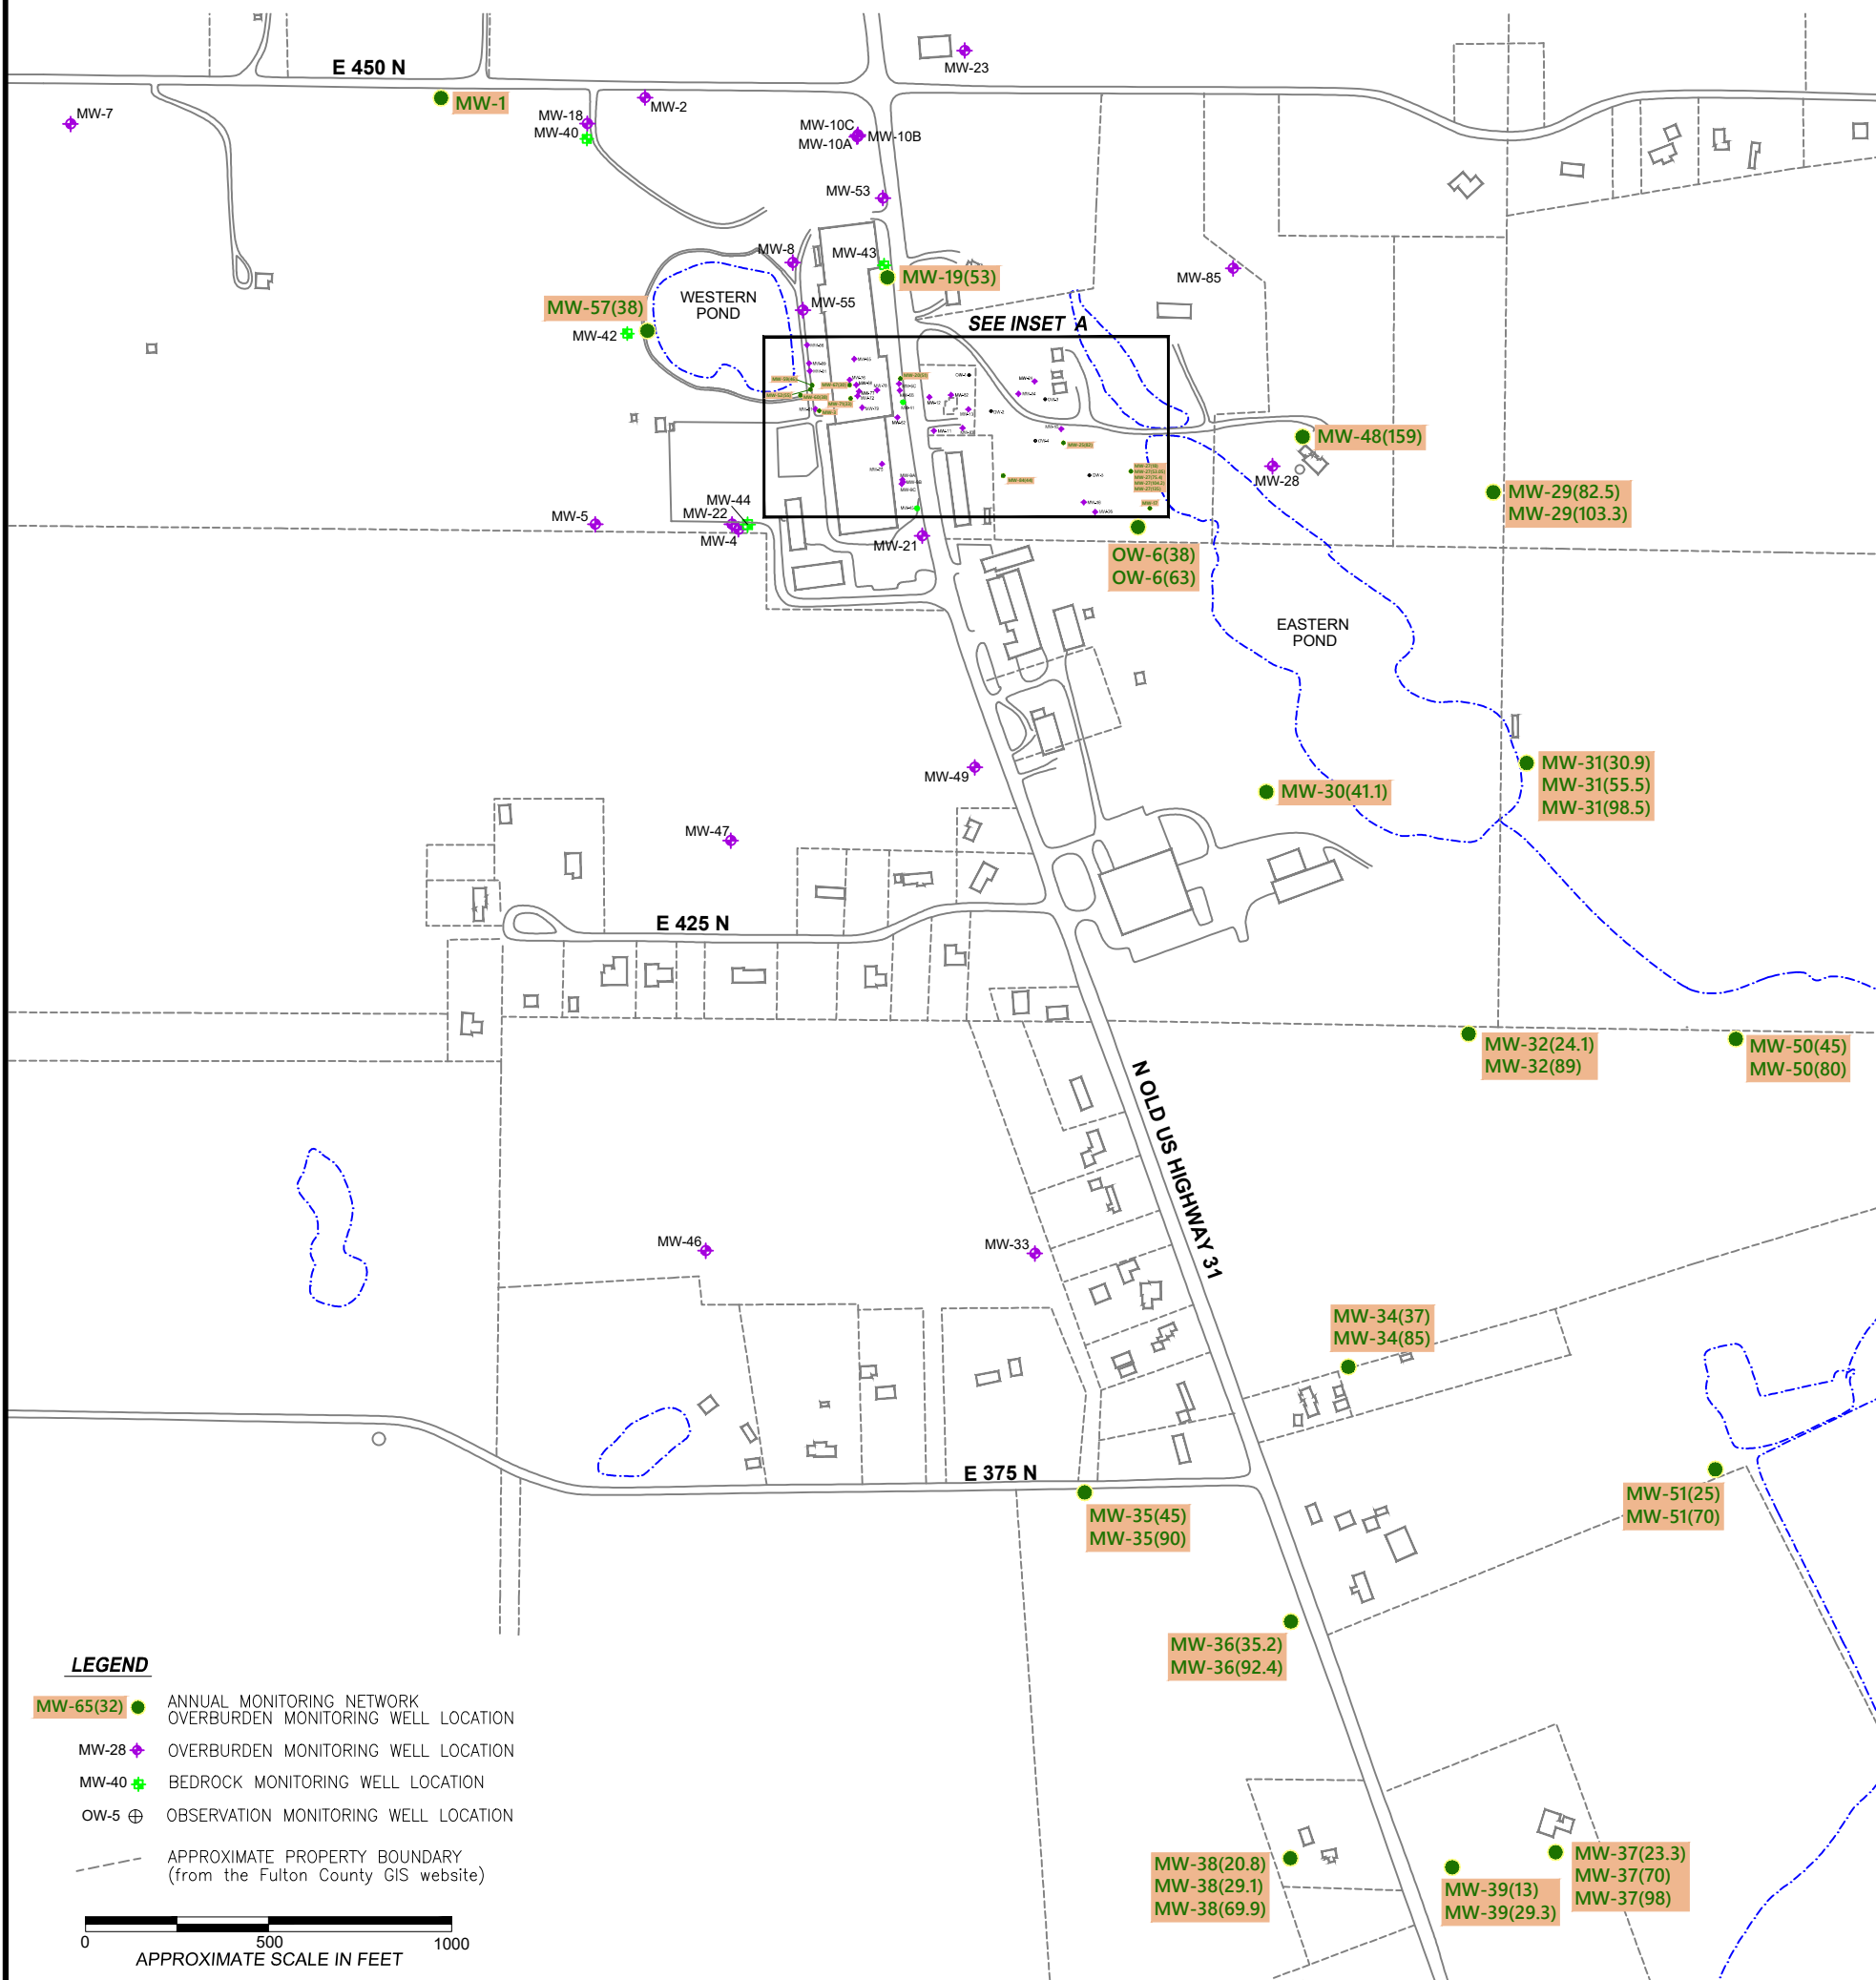 E 450 N
MW-23
MW-7
MW-1
MW-2
MW-18
MW-40
MW-10C
MW-10A
MW-10B
MW-53
MW-8
MW-43
MW-19(53)
MW-85
WESTERN
POND
MW-57(38)
MW-42
MW-55
SEE INSET A
MW-48(159)
MW-28
MW-29(82.5)
MW-29(103.3)
MW-44
MW-22
MW-5
MW-4
MW-21
OW-6(38)
OW-6(63)
EASTERN
POND
MW-49
MW-30(41.1)
MW-31(30.9)
MW-31(55.5)
MW-31(98.5)
MW-47
E 425 N
MW-32(24.1)
MW-32(89)
MW-50(45)
MW-50(80)
N OLD US HIGHWAY 31
MW-46
MW-33
MW-34(37)
MW-34(85)
E 375 N
MW-35(45)
MW-35(90)
MW-51(25)
MW-51(70)
MW-36(35.2)
MW-36(92.4)
MW-38(20.8)
MW-38(29.1)
MW-38(69.9)
MW-39(13)
MW-39(29.3)
MW-37(23.3)
MW-37(70)
MW-37(98)
LEGEND
MW-65(32) ANNUAL MONITORING NETWORK
OVERBURDEN MONITORING WELL LOCATION
MW-28 OVERBURDEN MONITORING WELL LOCATION
MW-40 BEDROCK MONITORING WELL LOCATION
OW-5 OBSERVATION MONITORING WELL LOCATION
APPROXIMATE PROPERTY BOUNDARY
(from the Fulton County GIS website)
0 500 1000
APPROXIMATE SCALE IN FEET